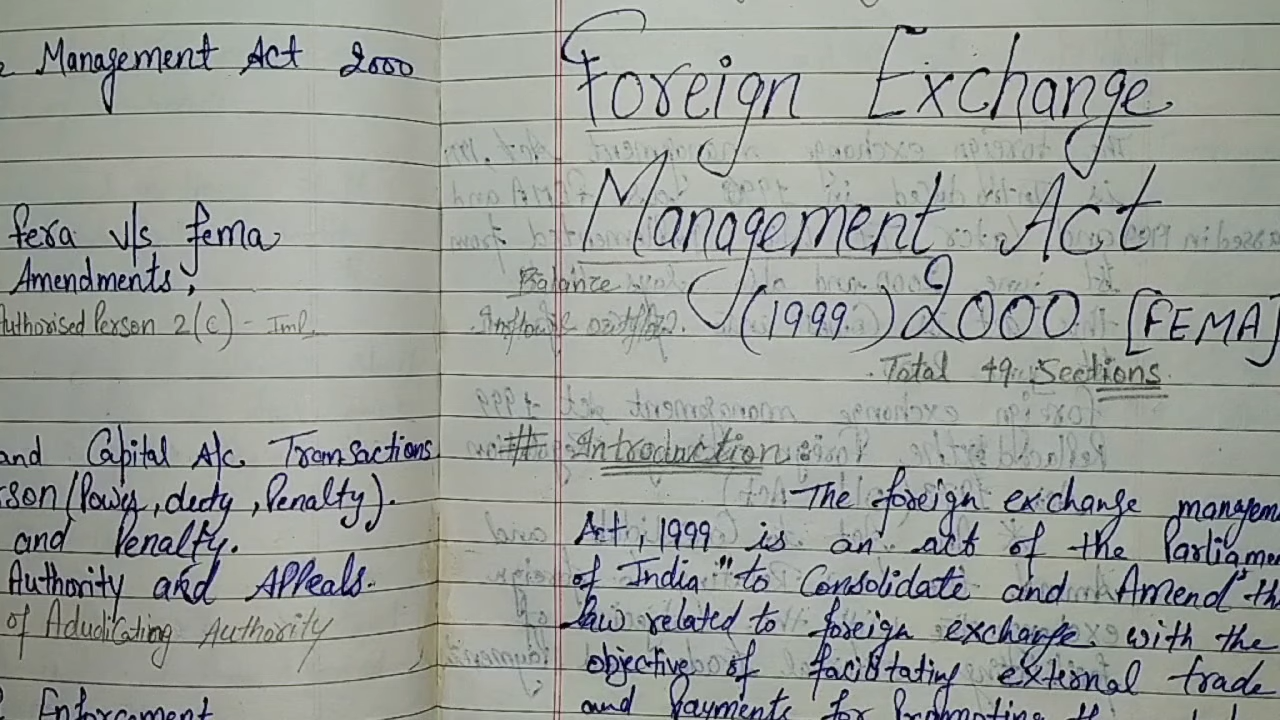 Management Act 2000
fera v/s fema
Amendments,
Authorised Person 2(c) - Imp.
and Capital A/c. Transactions
son (Power, duty, Penalty).
and Penalty.
Authority and Appeals.
of Adudicating Authority
Enforcement
Foreign Exchange
Management Act
(1999) 2000 [FEMA]
Balance
Total 49 Sections
# Introduction
The foreign exchange managem
Act, 1999 is an act of the Parliame
of India "to Consolidate and Amend" th
law related to foreign exchange with the
objective of facilitating external trade
and Payments for Promoting